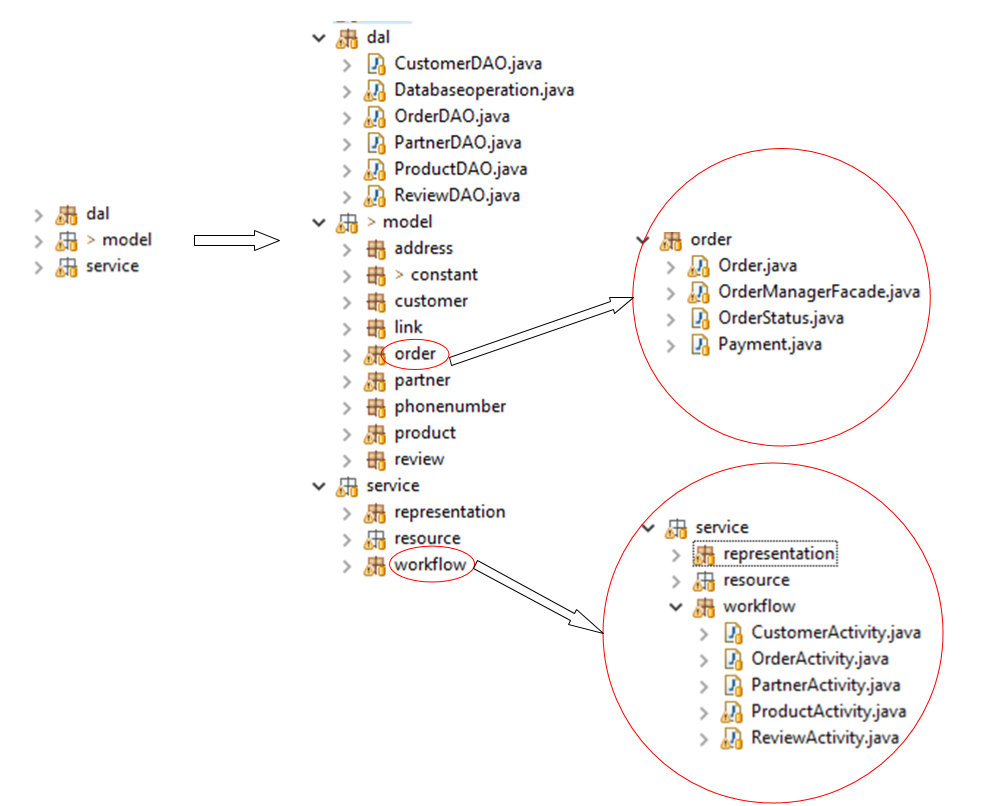 dal
> model
service
dal
CustomerDAO.java
Databaseoperation.java
OrderDAO.java
PartnerDAO.java
ProductDAO.java
ReviewDAO.java
> model
address
> constant
customer
link
order
partner
phonenumber
product
review
service
representation
resource
workflow
order
Order.java
OrderManagerFacade.java
OrderStatus.java
Payment.java
service
representation
resource
workflow
CustomerActivity.java
OrderActivity.java
PartnerActivity.java
ProductActivity.java
ReviewActivity.java